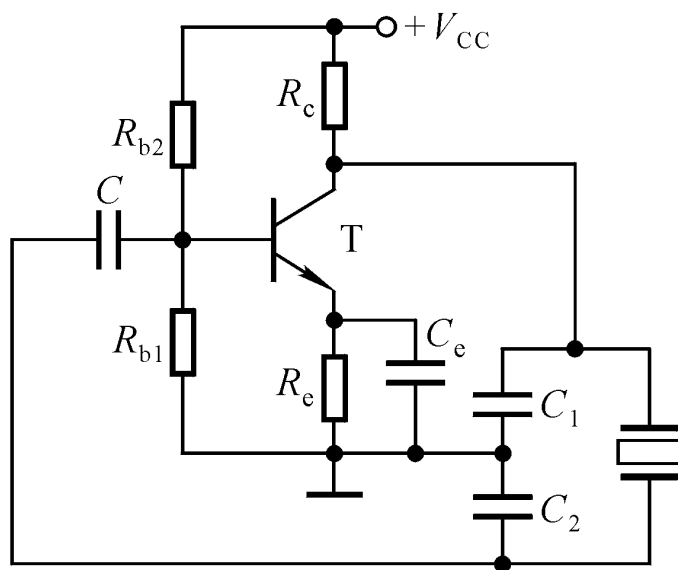 + V_CC
R_c
R_b2
C
T
R_b1
C_e
R_e
C_1
C_2